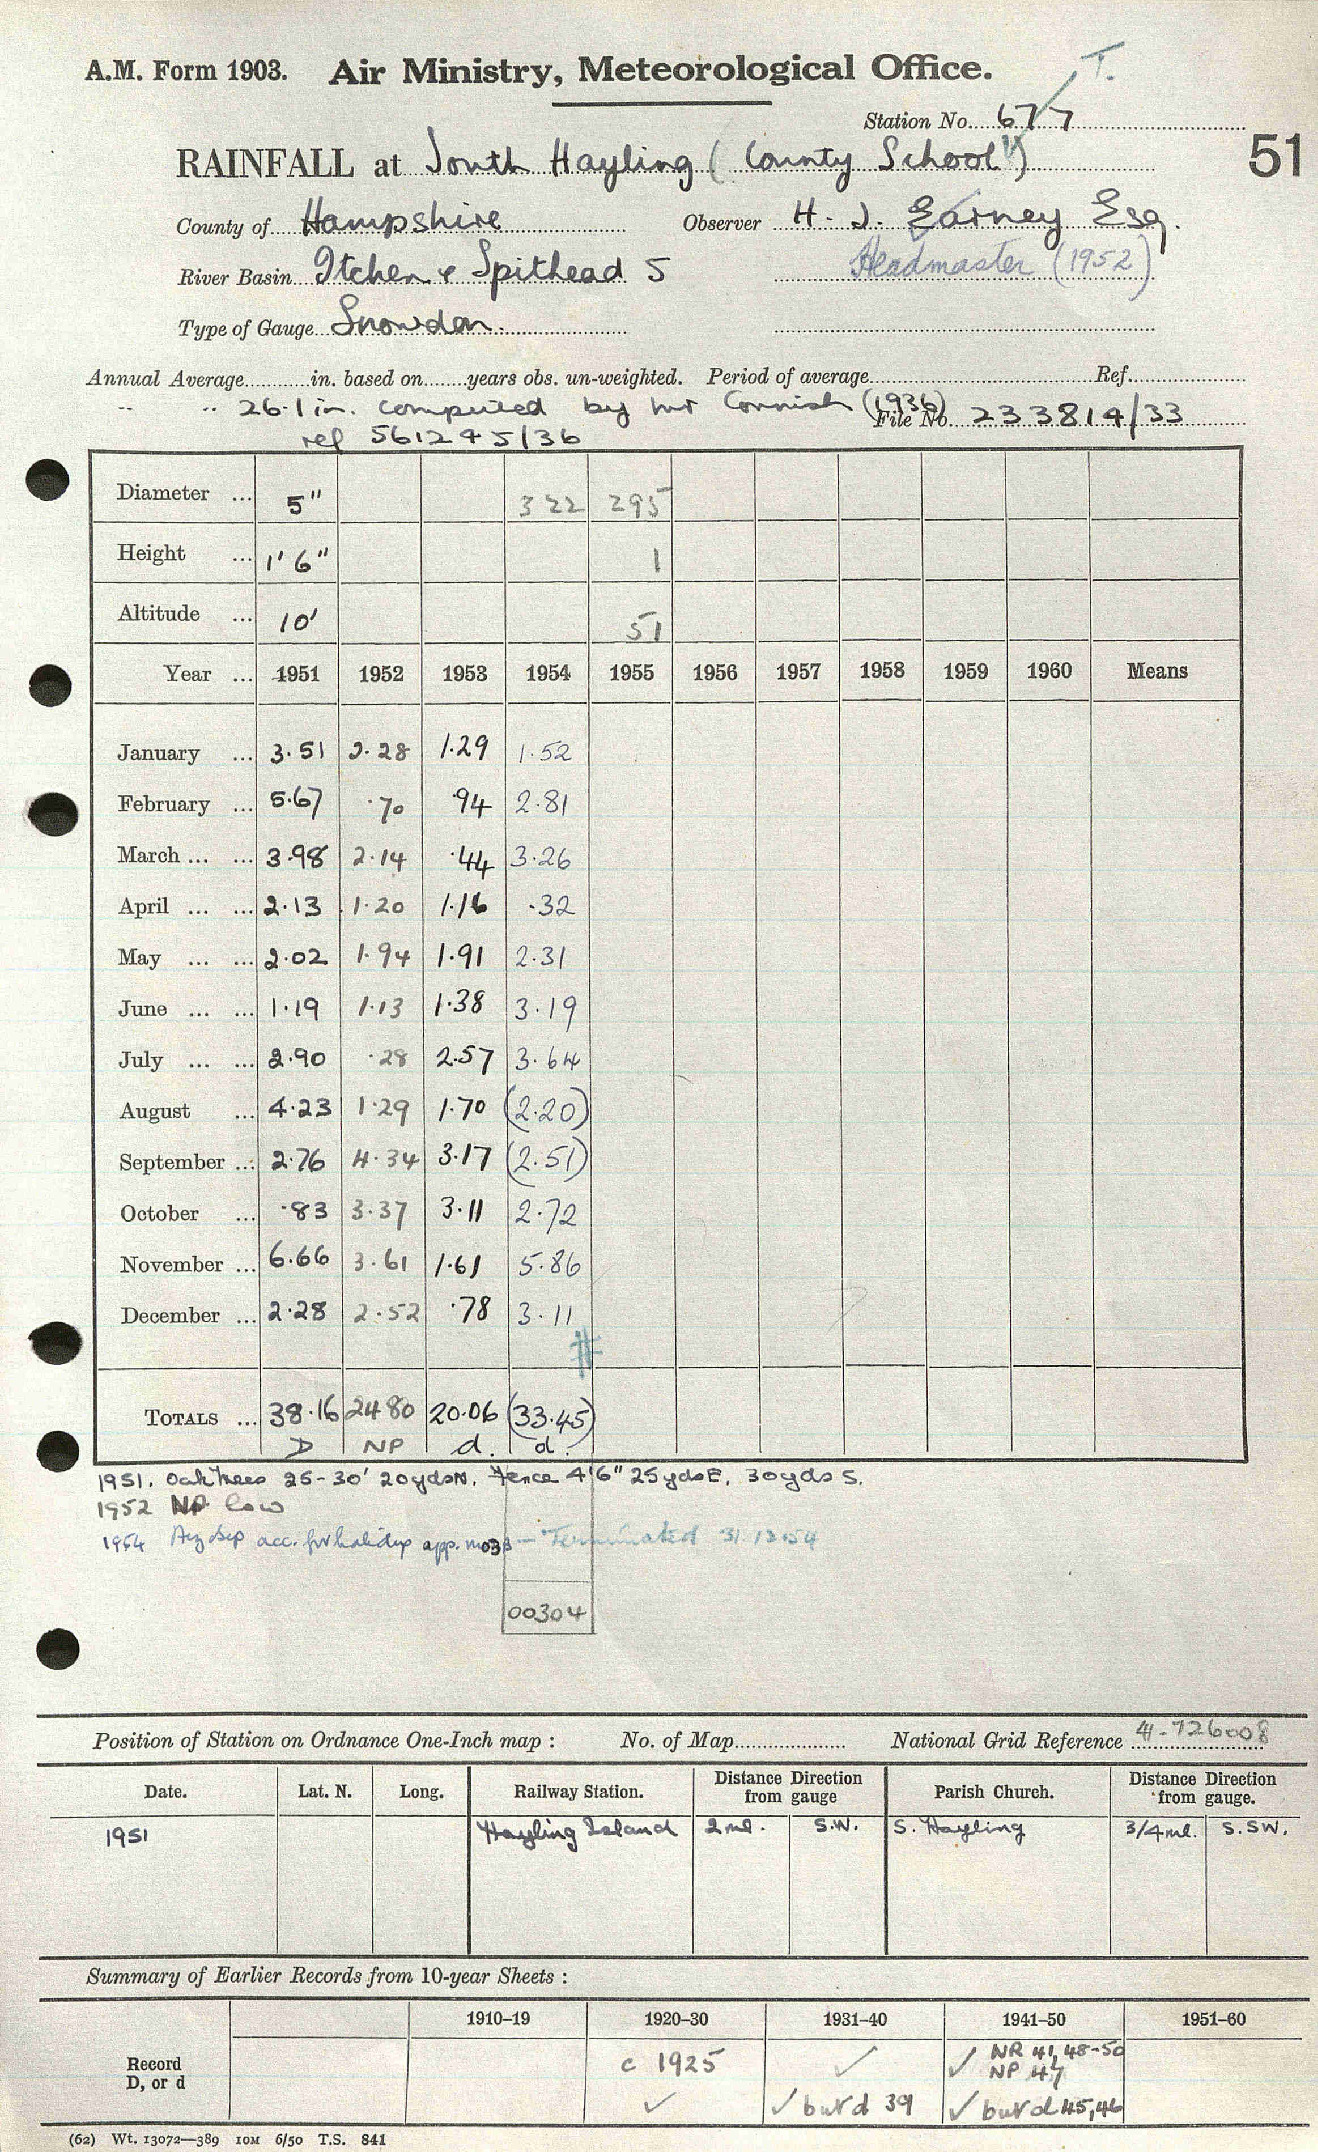 T.
A.M. Form 1903. Air Ministry, Meteorological Office.
Station No. 677
RAINFALL at South Hayling (County School) 51
County of Hampshire Observer H. J. Earney Esq.
River Basin Itchen & Spithead 5 Headmaster (1952)
Type of Gauge Snowdon.
Annual Average in. based on years obs. un-weighted. Period of average Ref.
" " 26.1 in. computed by Mr Cornish (1936) File No. 233814/33
ref 561245/36
Diameter ... 5" 322 295
Height ... 1' 6" 1
Altitude ... 10' 51
Year ... 1951 1952 1953 1954 1955 1956 1957 1958 1959 1960 Means
January ... 3.51 2.28 1.29 1.52
February ... 5.67 .70 .94 2.81
March ... ... 3.98 2.14 .44 3.26
April ... ... 2.13 1.20 1.16 .32
May ... ... 2.02 1.94 1.91 2.31
June ... ... 1.19 1.13 1.38 3.19
July ... ... 2.90 .28 2.57 3.64
August ... 4.23 1.29 1.70 (2.20)
September ... 2.76 4.34 3.17 (2.51)
October ... .83 3.37 3.11 2.72
November ... 6.66 3.61 1.61 5.86
December ... 2.28 2.52 .78 3.11
#
TOTALS ... 38.16 24 80 20.06 (33.45)
D NP d. d.
1951. Oak trees 25-30' 20yds N. Fence 4'6" 25yds E, 30yds S.
1952 NP low
1954 Aug Sep acc. for holidays app. — Terminated 31.12.54
00304
Position of Station on Ordnance One-Inch map : No. of Map National Grid Reference 41.726008
Date. Lat. N. Long. Railway Station. Distance from gauge Direction Parish Church. Distance from gauge. Direction
1951 Hayling Island 2 ml. S.W. S. Hayling 3/4 ml. S.SW.
Summary of Earlier Records from 10-year Sheets :
1910–19 1920–30 1931–40 1941–50 1951–60
Record D, or d c 1925 ✓ ✓ NR 41, 48-50 NP 47
✓ ✓ but d 39 ✓ but d 45, 46
(62) Wt. 13072—389 10M 6/50 T.S. 841